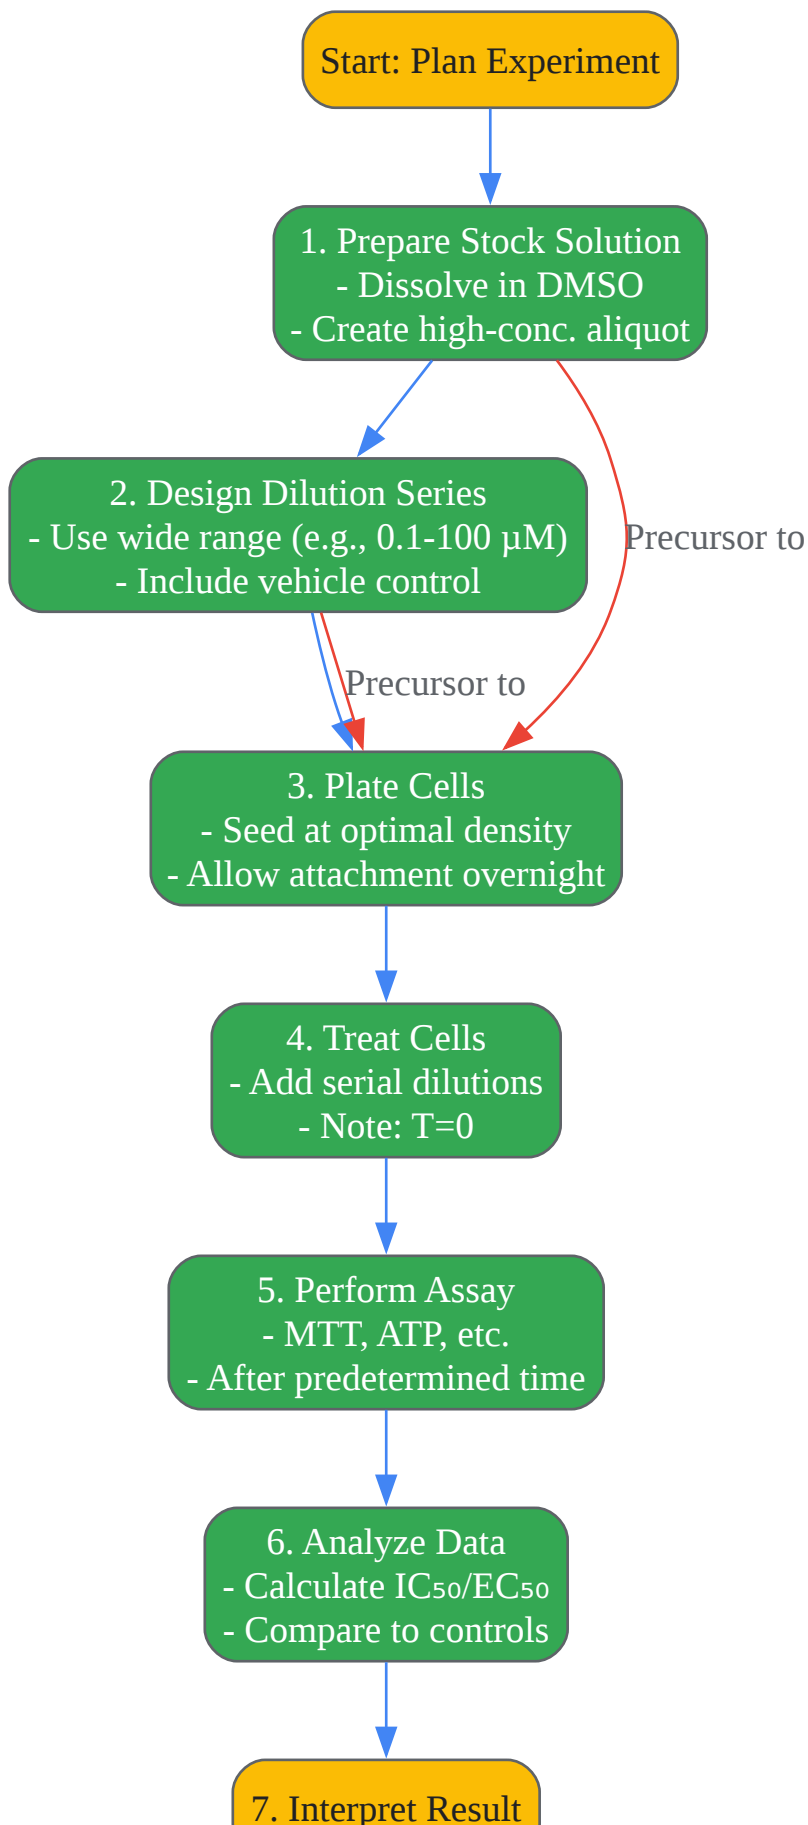 Start: Plan Experiment
1. Prepare Stock Solution
- Dissolve in DMSO
- Create high-conc. aliquot
2. Design Dilution Series
- Use wide range (e.g., 0.1-100 µM)
- Include vehicle control
Precursor to
Precursor to
3. Plate Cells
- Seed at optimal density
- Allow attachment overnight
4. Treat Cells
- Add serial dilutions
- Note: T=0
5. Perform Assay
- MTT, ATP, etc.
- After predetermined time
6. Analyze Data
- Calculate IC₅₀/EC₅₀
- Compare to controls
7. Interpret Result